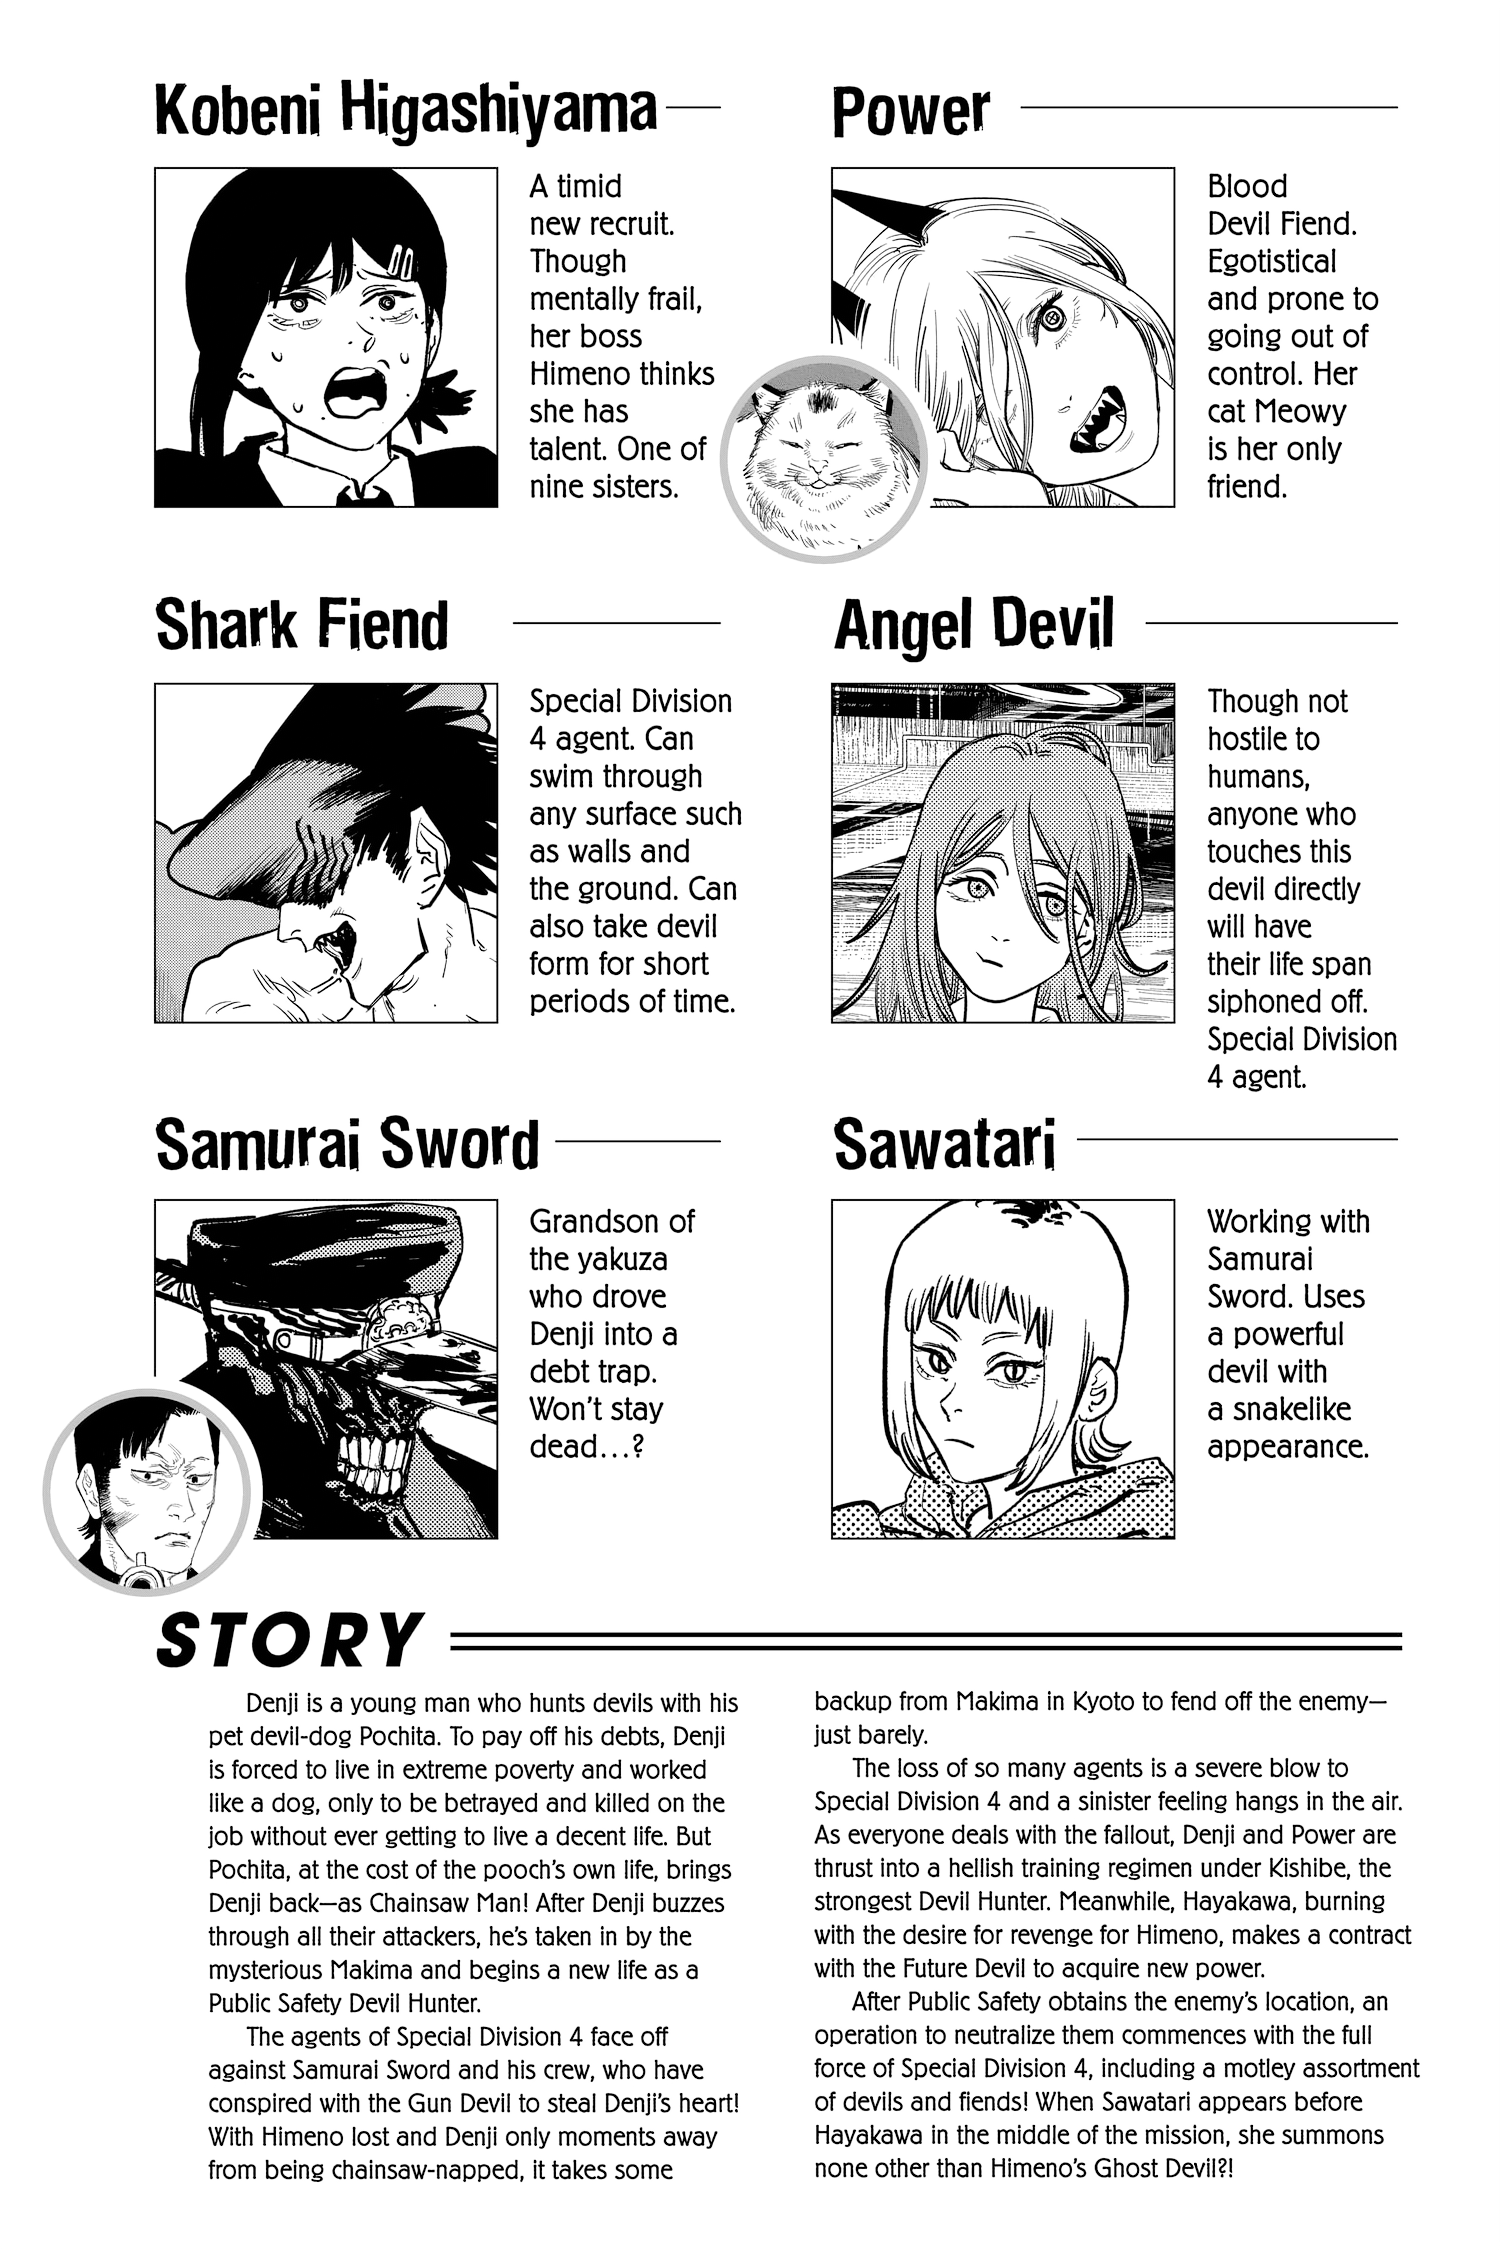 Kobeni Higashiyama
A timid
new recruit.
Though
mentally frail,
her boss
Himeno thinks
she has
talent. One of
nine sisters.
Power
Blood
Devil Fiend.
Egotistical
and prone to
going out of
control. Her
cat Meowy
is her only
friend.
Shark Fiend
Special Division
4 agent. Can
swim through
any surface such
as walls and
the ground. Can
also take devil
form for short
periods of time.
Angel Devil
Though not
hostile to
humans,
anyone who
touches this
devil directly
will have
their life span
siphoned off.
Special Division
4 agent.
Samurai Sword
Grandson of
the yakuza
who drove
Denji into a
debt trap.
Won't stay
dead...?
Sawatari
Working with
Samurai
Sword. Uses
a powerful
devil with
a snakelike
appearance.
STORY
Denji is a young man who hunts devils with his
pet devil-dog Pochita. To pay off his debts, Denji
is forced to live in extreme poverty and worked
like a dog, only to be betrayed and killed on the
job without ever getting to live a decent life. But
Pochita, at the cost of the pooch's own life, brings
Denji back—as Chainsaw Man! After Denji buzzes
through all their attackers, he's taken in by the
mysterious Makima and begins a new life as a
Public Safety Devil Hunter.
The agents of Special Division 4 face off
against Samurai Sword and his crew, who have
conspired with the Gun Devil to steal Denji's heart!
With Himeno lost and Denji only moments away
from being chainsaw-napped, it takes some
backup from Makima in Kyoto to fend off the enemy—
just barely.
The loss of so many agents is a severe blow to
Special Division 4 and a sinister feeling hangs in the air.
As everyone deals with the fallout, Denji and Power are
thrust into a hellish training regimen under Kishibe, the
strongest Devil Hunter. Meanwhile, Hayakawa, burning
with the desire for revenge for Himeno, makes a contract
with the Future Devil to acquire new power.
After Public Safety obtains the enemy's location, an
operation to neutralize them commences with the full
force of Special Division 4, including a motley assortment
of devils and fiends! When Sawatari appears before
Hayakawa in the middle of the mission, she summons
none other than Himeno's Ghost Devil?!